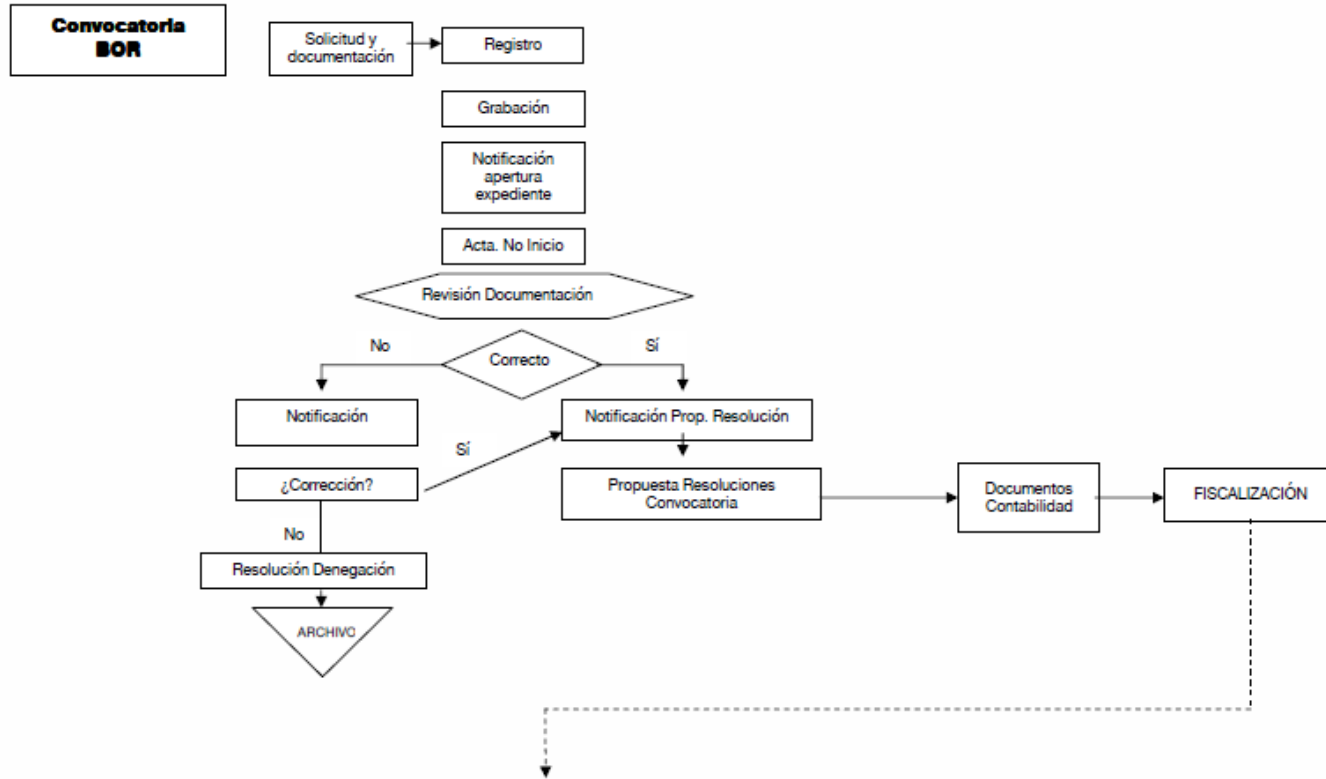 Convocatoria
BOR
Solicitud y
documentación
Registro
Grabación
Notificación
apertura
expediente
Acta. No Inicio
Revisión Documentación
No
Correcto
Sí
Notificación
Notificación Prop. Resolución
Sí
¿Corrección?
Propuesta Resoluciones
Convocatoria
Documentos
Contabilidad
FISCALIZACIÓN
No
Resolución Denegación
ARCHIVO